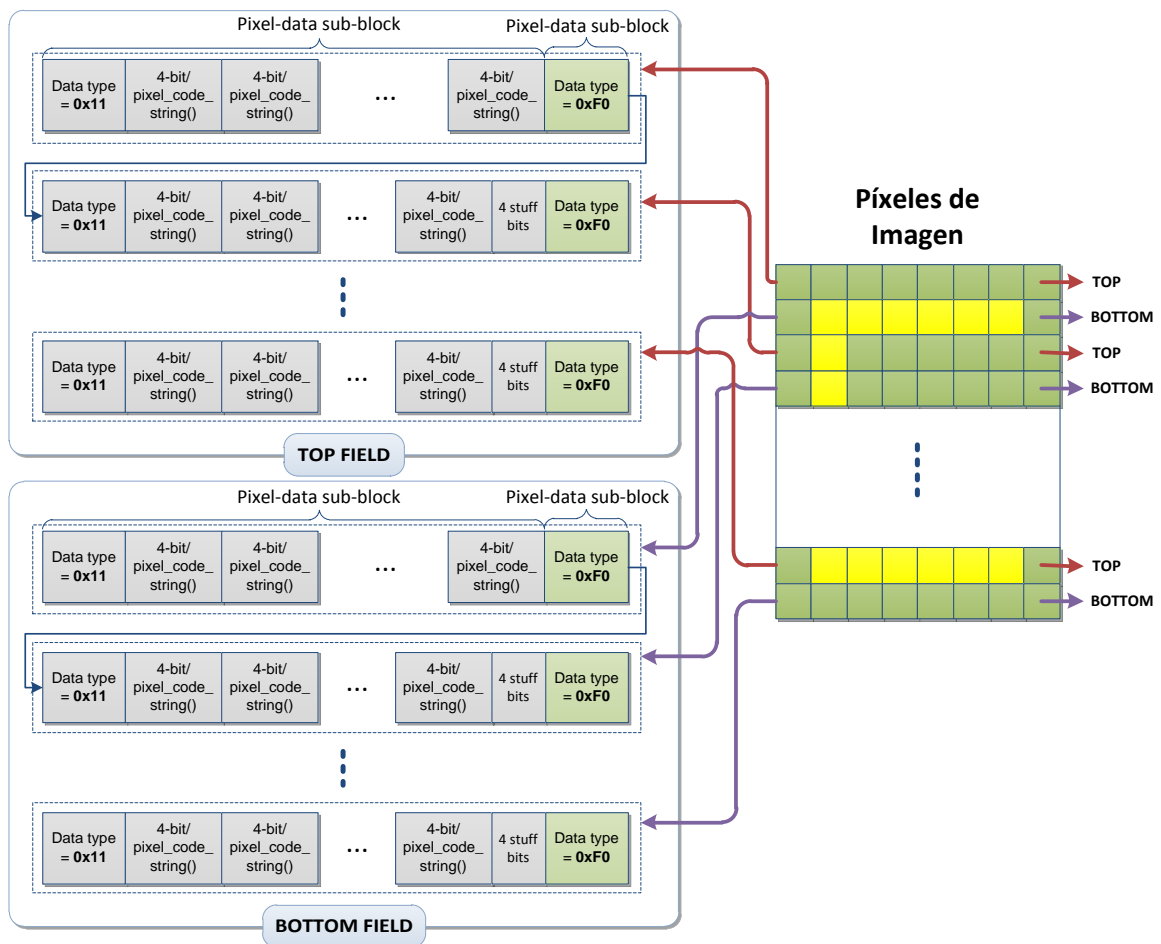 Pixel-data sub-block
Pixel-data sub-block
Data type
= 0x11
4-bit/
pixel_code_
string()
4-bit/
pixel_code_
string()
...
4-bit/
pixel_code_
string()
Data type
= 0xF0
Data type
= 0x11
4-bit/
pixel_code_
string()
4-bit/
pixel_code_
string()
...
4-bit/
pixel_code_
string()
4 stuff
bits
Data type
= 0xF0
Data type
= 0x11
4-bit/
pixel_code_
string()
4-bit/
pixel_code_
string()
...
4-bit/
pixel_code_
string()
4 stuff
bits
Data type
= 0xF0
TOP FIELD
Pixel-data sub-block
Pixel-data sub-block
Data type
= 0x11
4-bit/
pixel_code_
string()
4-bit/
pixel_code_
string()
...
4-bit/
pixel_code_
string()
Data type
= 0xF0
Data type
= 0x11
4-bit/
pixel_code_
string()
4-bit/
pixel_code_
string()
...
4-bit/
pixel_code_
string()
4 stuff
bits
Data type
= 0xF0
Data type
= 0x11
4-bit/
pixel_code_
string()
4-bit/
pixel_code_
string()
...
4-bit/
pixel_code_
string()
4 stuff
bits
Data type
= 0xF0
BOTTOM FIELD
Píxeles de
Imagen
TOP
BOTTOM
TOP
BOTTOM
TOP
BOTTOM